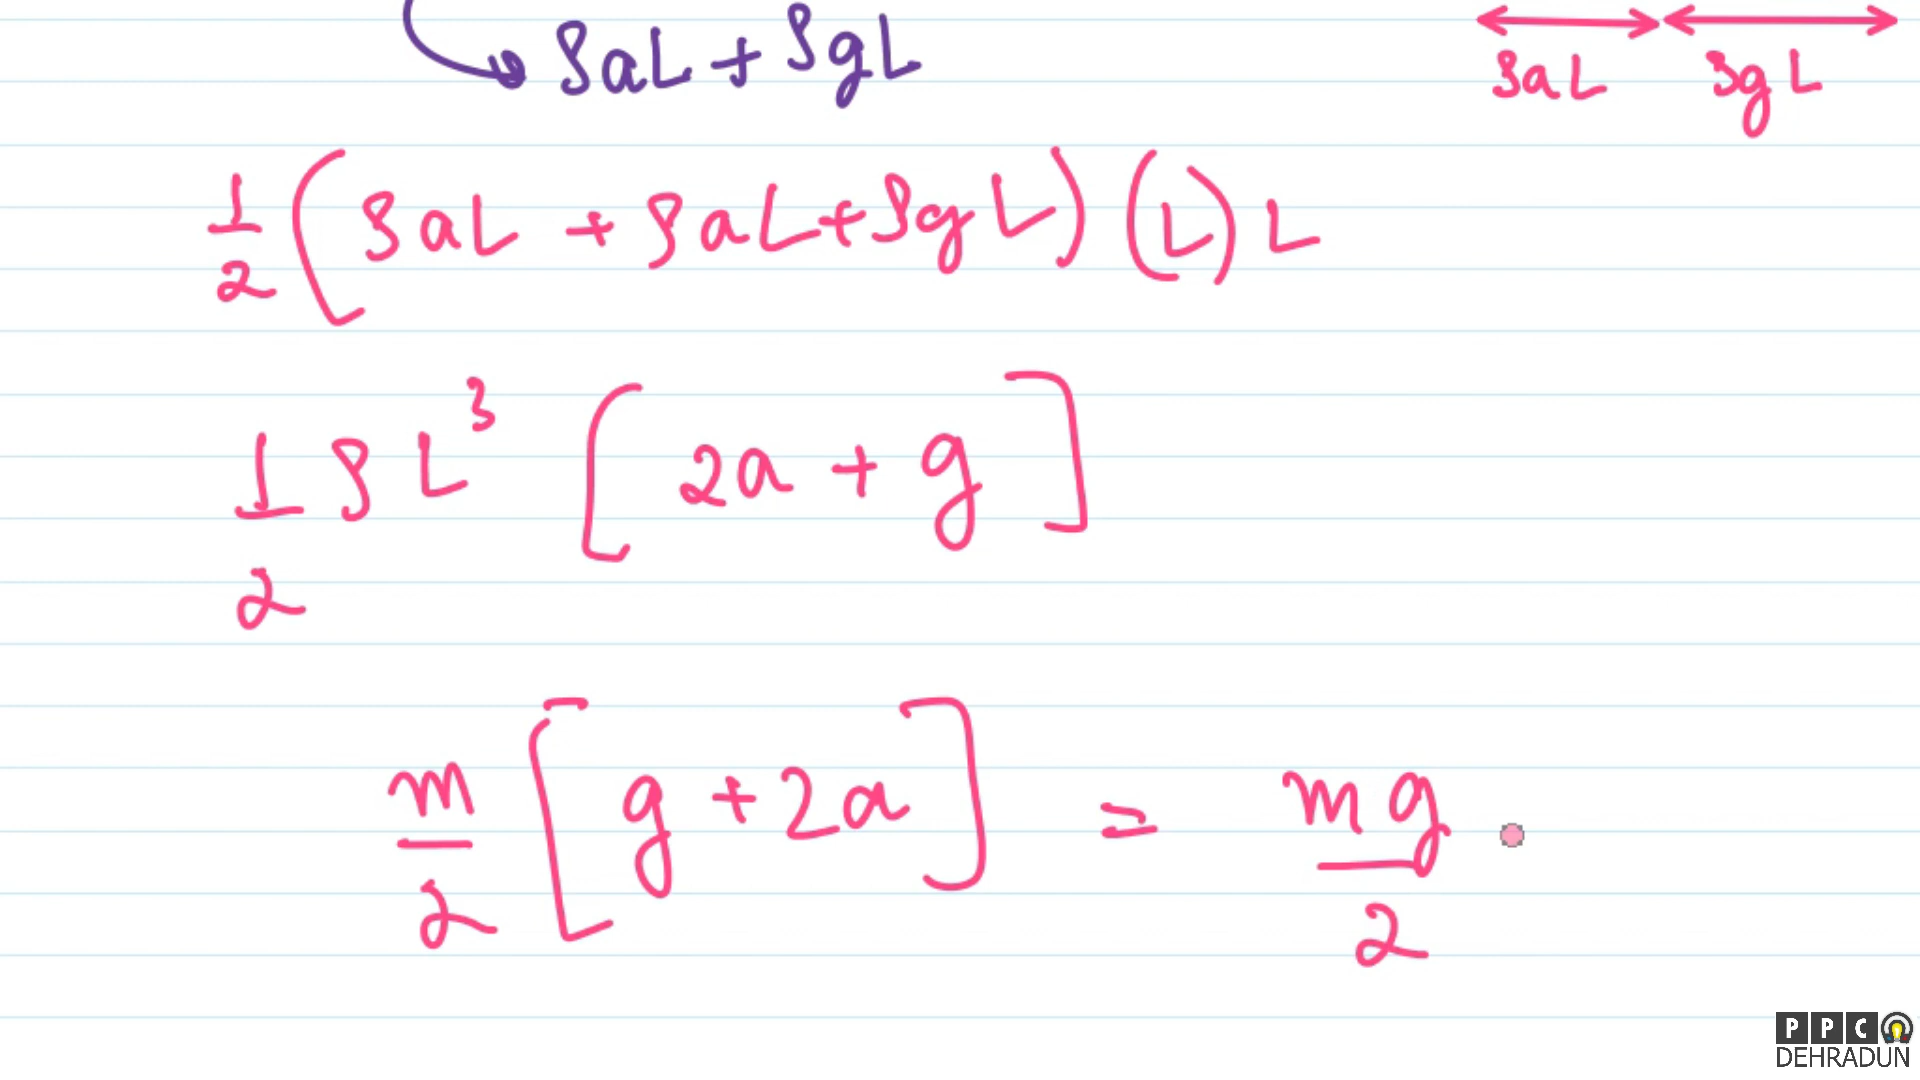 ρaL + ρgL
ρaL ρgL
1/2 (ρaL + ρaL + ρgL) (L) L
1/2 ρL³ [2a + g]
m/2 [g + 2a] = mg/2
PPC
DEHRADUN